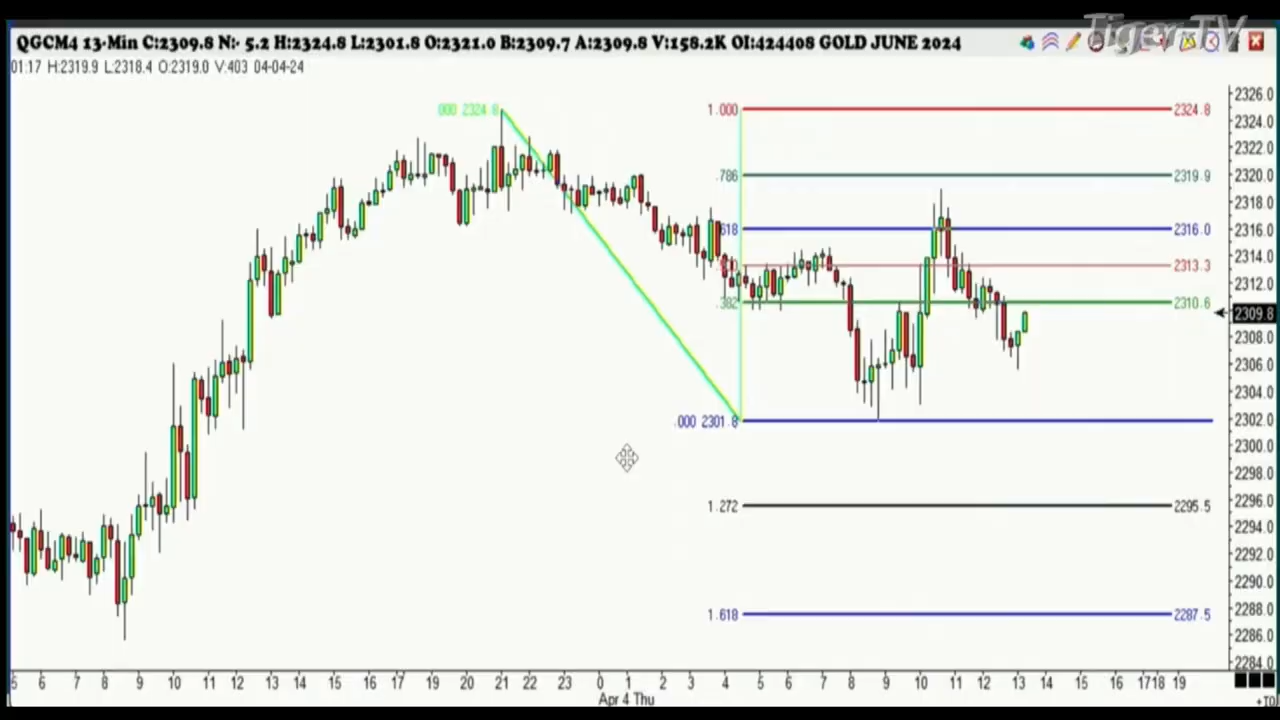 Tiger-TV
QGCM4 13-Min C:2309.8 N:- 5.2 H:2324.8 L:2301.8 O:2321.0 B:2309.7 A:2309.8 V:158.2K OI:424408 GOLD JUNE 2024
01:17 H:2319.9 L:2318.4 O:2319.0 V:403 04-04-24
2326.0
.000 2324.8 1.000 2324.8
2324.0
2322.0
.786 2319.9 2320.0
2318.0
.618 2316.0 2316.0
2313.3 2314.0
2312.0
.382 2310.6
2309.8
2308.0
2306.0
2304.0
.000 2301.8 2302.0
2300.0
2298.0
1.272 2295.5 2296.0
2294.0
2292.0
2290.0
2288.0
1.618 2287.5
2286.0
2284.0
5 6 7 8 9 10 11 12 13 14 15 16 17 19 20 21 22 23 0 1 2 3 4 5 6 7 8 9 10 11 12 13 14 15 16 17 18 19
Apr 4 Thu